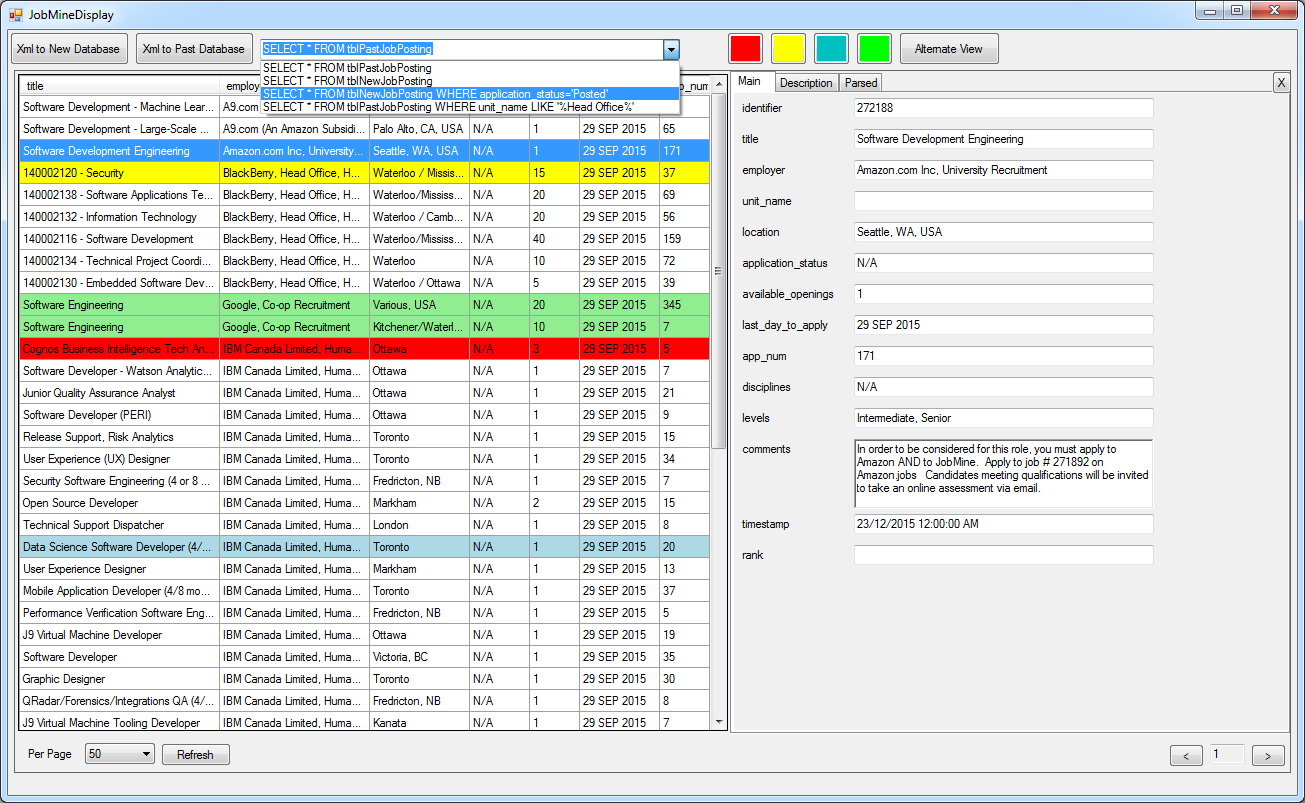 JobMineDisplay
Xml to New Database Xml to Past Database SELECT * FROM tblPastJobPosting Alternate View
SELECT * FROM tblPastJobPosting
SELECT * FROM tblNewJobPosting
SELECT * FROM tblNewJobPosting WHERE application_status='Posted'
SELECT * FROM tblPastJobPosting WHERE unit_name LIKE '%Head Office%'
title
Software Development - Machine Lear...
Software Development - Large-Scale ... A9.com (An Amazon Subsidi... Palo Alto, CA, USA N/A 1 29 SEP 2015 65
Software Development Engineering Amazon.com Inc, University... Seattle, WA, USA N/A 1 29 SEP 2015 171
140002120 - Security BlackBerry, Head Office, H... Waterloo / Missis... N/A 15 29 SEP 2015 37
140002138 - Software Applications Te... BlackBerry, Head Office, H... Waterloo/Mississ... N/A 20 29 SEP 2015 69
140002132 - Information Technology BlackBerry, Head Office, H... Waterloo / Camb... N/A 20 29 SEP 2015 56
140002116 - Software Development BlackBerry, Head Office, H... Waterloo/Mississ... N/A 40 29 SEP 2015 159
140002134 - Technical Project Coordi... BlackBerry, Head Office, H... Waterloo N/A 10 29 SEP 2015 72
140002130 - Embedded Software Dev... BlackBerry, Head Office, H... Waterloo / Ottawa N/A 5 29 SEP 2015 39
Software Engineering Google, Co-op Recruitment Various, USA N/A 20 29 SEP 2015 345
Software Engineering Google, Co-op Recruitment Kitchener/Waterl... N/A 10 29 SEP 2015 7
Cognos Business Intelligence Tech An... IBM Canada Limited, Huma... Ottawa N/A 3 29 SEP 2015 5
Software Developer - Watson Analytic... IBM Canada Limited, Huma... Ottawa N/A 1 29 SEP 2015 7
Junior Quality Assurance Analyst IBM Canada Limited, Huma... Ottawa N/A 1 29 SEP 2015 21
Software Developer (PERI) IBM Canada Limited, Huma... Ottawa N/A 1 29 SEP 2015 9
Release Support, Risk Analytics IBM Canada Limited, Huma... Toronto N/A 1 29 SEP 2015 15
User Experience (UX) Designer IBM Canada Limited, Huma... Toronto N/A 1 29 SEP 2015 34
Security Software Engineering (4 or 8 ... IBM Canada Limited, Huma... Fredricton, NB N/A 1 29 SEP 2015 7
Open Source Developer IBM Canada Limited, Huma... Markham N/A 2 29 SEP 2015 15
Technical Support Dispatcher IBM Canada Limited, Huma... London N/A 1 29 SEP 2015 8
Data Science Software Developer (4/... IBM Canada Limited, Huma... Toronto N/A 1 29 SEP 2015 20
User Experience Designer IBM Canada Limited, Huma... Markham N/A 1 29 SEP 2015 13
Mobile Application Developer (4/8 mo... IBM Canada Limited, Huma... Toronto N/A 1 29 SEP 2015 37
Performance Verification Software Eng... IBM Canada Limited, Huma... Fredricton, NB N/A 1 29 SEP 2015 5
J9 Virtual Machine Developer IBM Canada Limited, Huma... Ottawa N/A 1 29 SEP 2015 19
Software Developer IBM Canada Limited, Huma... Victoria, BC N/A 1 29 SEP 2015 35
Graphic Designer IBM Canada Limited, Huma... Toronto N/A 1 29 SEP 2015 30
QRadar/Forensics/Integrations QA (4/... IBM Canada Limited, Huma... Fredricton, NB N/A 1 29 SEP 2015 8
J9 Virtual Machine Tooling Developer IBM Canada Limited, Huma... Kanata N/A 1 29 SEP 2015 7
Main Description Parsed X
identifier 272188
title Software Development Engineering
employer Amazon.com Inc, University Recruitment
unit_name
location Seattle, WA, USA
application_status N/A
available_openings 1
last_day_to_apply 29 SEP 2015
app_num 171
disciplines N/A
levels Intermediate, Senior
comments In order to be considered for this role, you must apply to
Amazon AND to JobMine. Apply to job # 271892 on
Amazon.jobs Candidates meeting qualifications will be invited
to take an online assessment via email.
timestamp 23/12/2015 12:00:00 AM
rank
Per Page 50 Refresh < 1 >